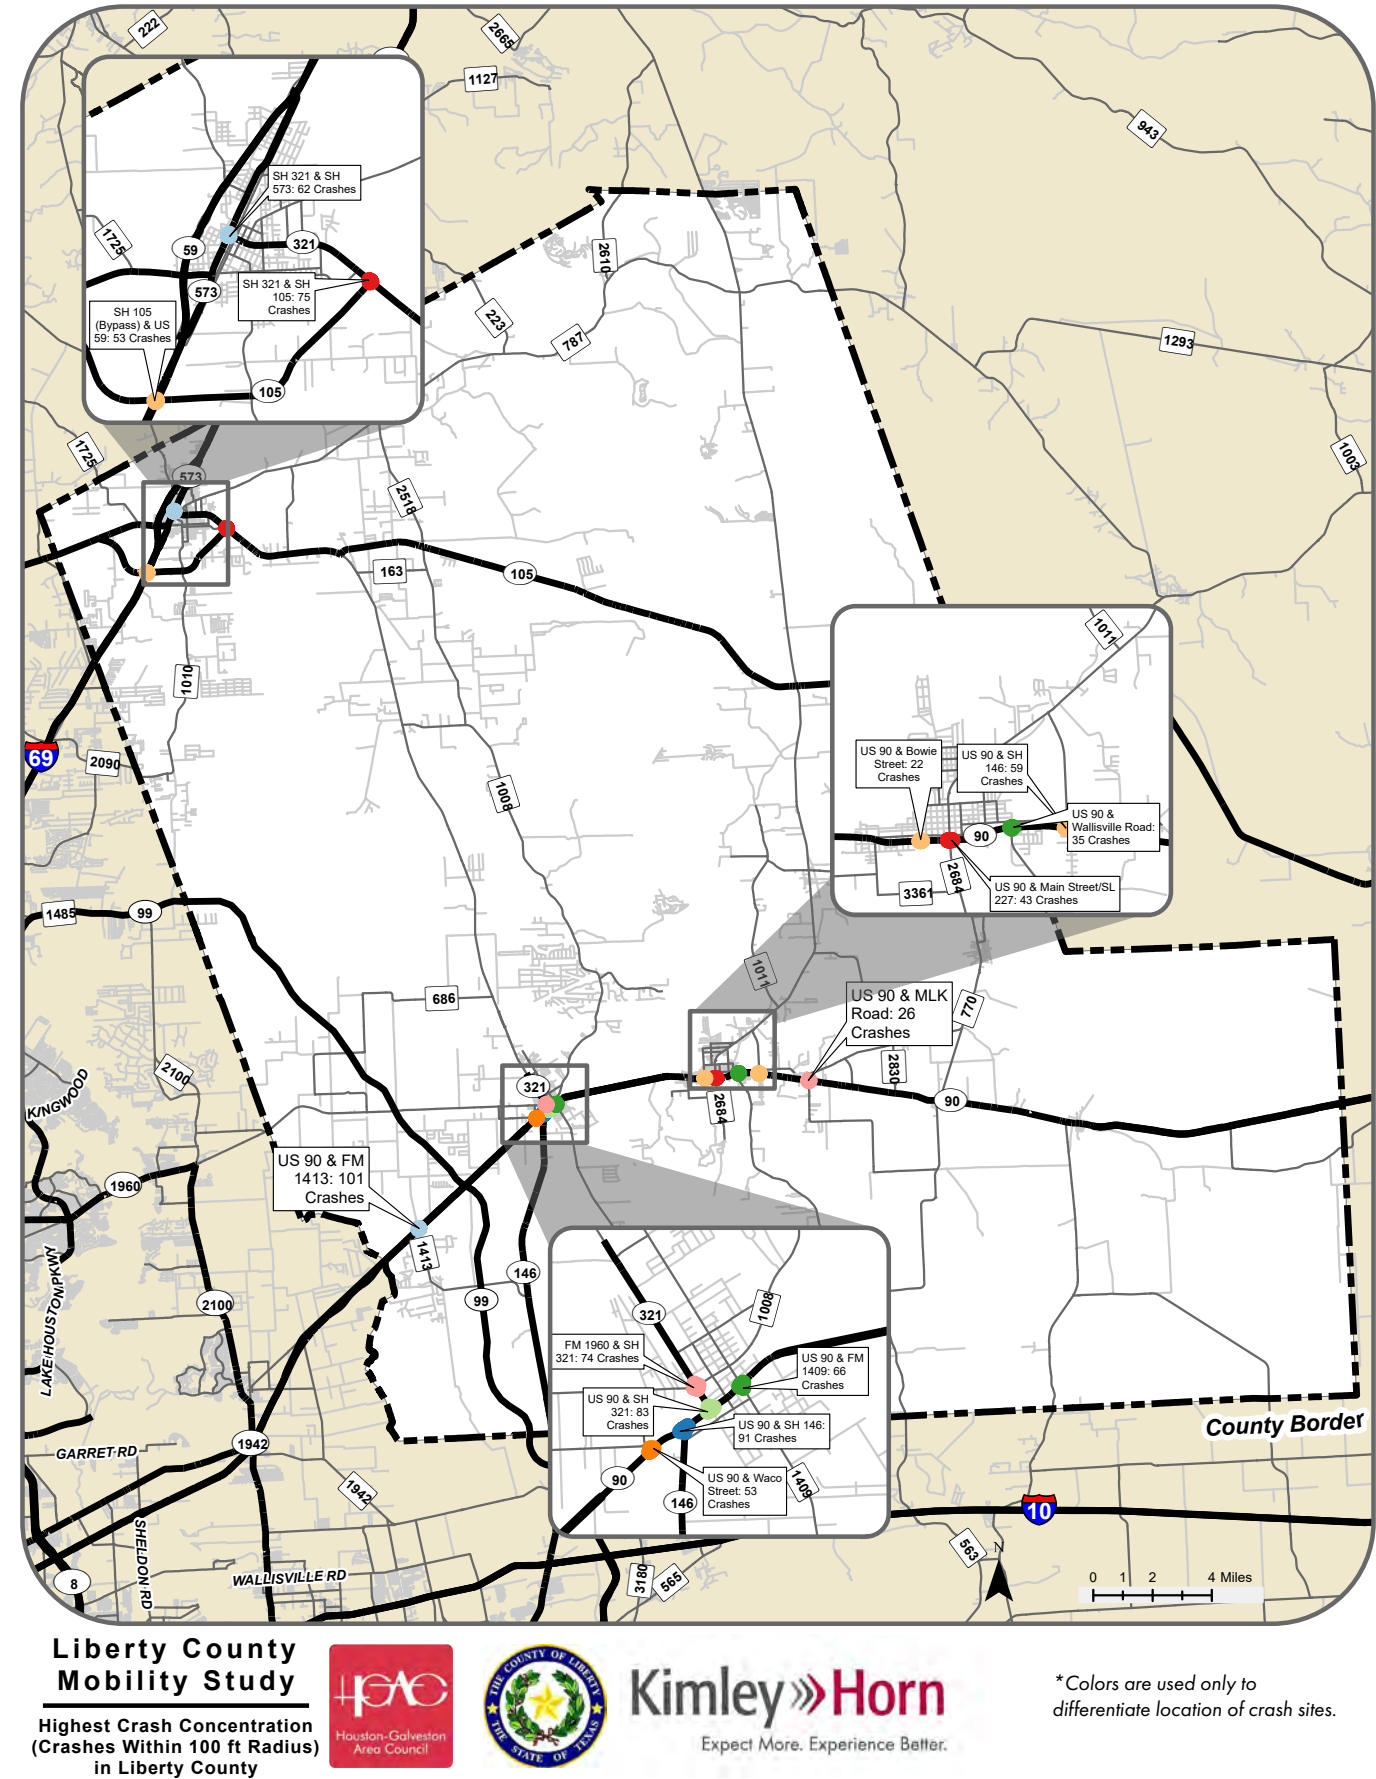 222
2665
1127
943
SH 321 & SH
573: 62 Crashes
1725
59
321
573
SH 321 & SH
105: 75
Crashes
SH 105
(Bypass) & US
59: 53 Crashes
105
2610
223
787
1293
1003
1725
573
2518
163
105
1010
69
2090
1008
1011
US 90 & Bowie
Street: 22
Crashes
US 90 & SH
146: 59
Crashes
US 90 &
Wallisville Road:
35 Crashes
90
2684
3361
US 90 & Main Street/SL
227: 43 Crashes
1485
99
686
1011
US 90 & MLK
Road: 26
Crashes
770
2100
KINGWOOD
321
2684
2830
90
US 90 & FM
1413: 101
Crashes
1960
1413
146
99
2100
LAKE HOUSTON PKWY
321
1008
FM 1960 & SH
321: 74 Crashes
US 90 & FM
1409: 66
Crashes
US 90 & SH
321: 83
Crashes
US 90 & SH 146:
91 Crashes
US 90 & Waco
Street: 53
Crashes
90
146
1409
County Border
GARRET RD
1942
1942
10
SHELDON RD
WALLISVILLE RD
8
3180
565
563
N
0 1 2 4 Miles
Liberty County
Mobility Study
Highest Crash Concentration
(Crashes Within 100 ft Radius)
in Liberty County
HGAC
Houston-Galveston
Area Council
THE COUNTY OF LIBERTY
THE STATE OF TEXAS
Kimley»Horn
Expect More. Experience Better.
*Colors are used only to
differentiate location of crash sites.